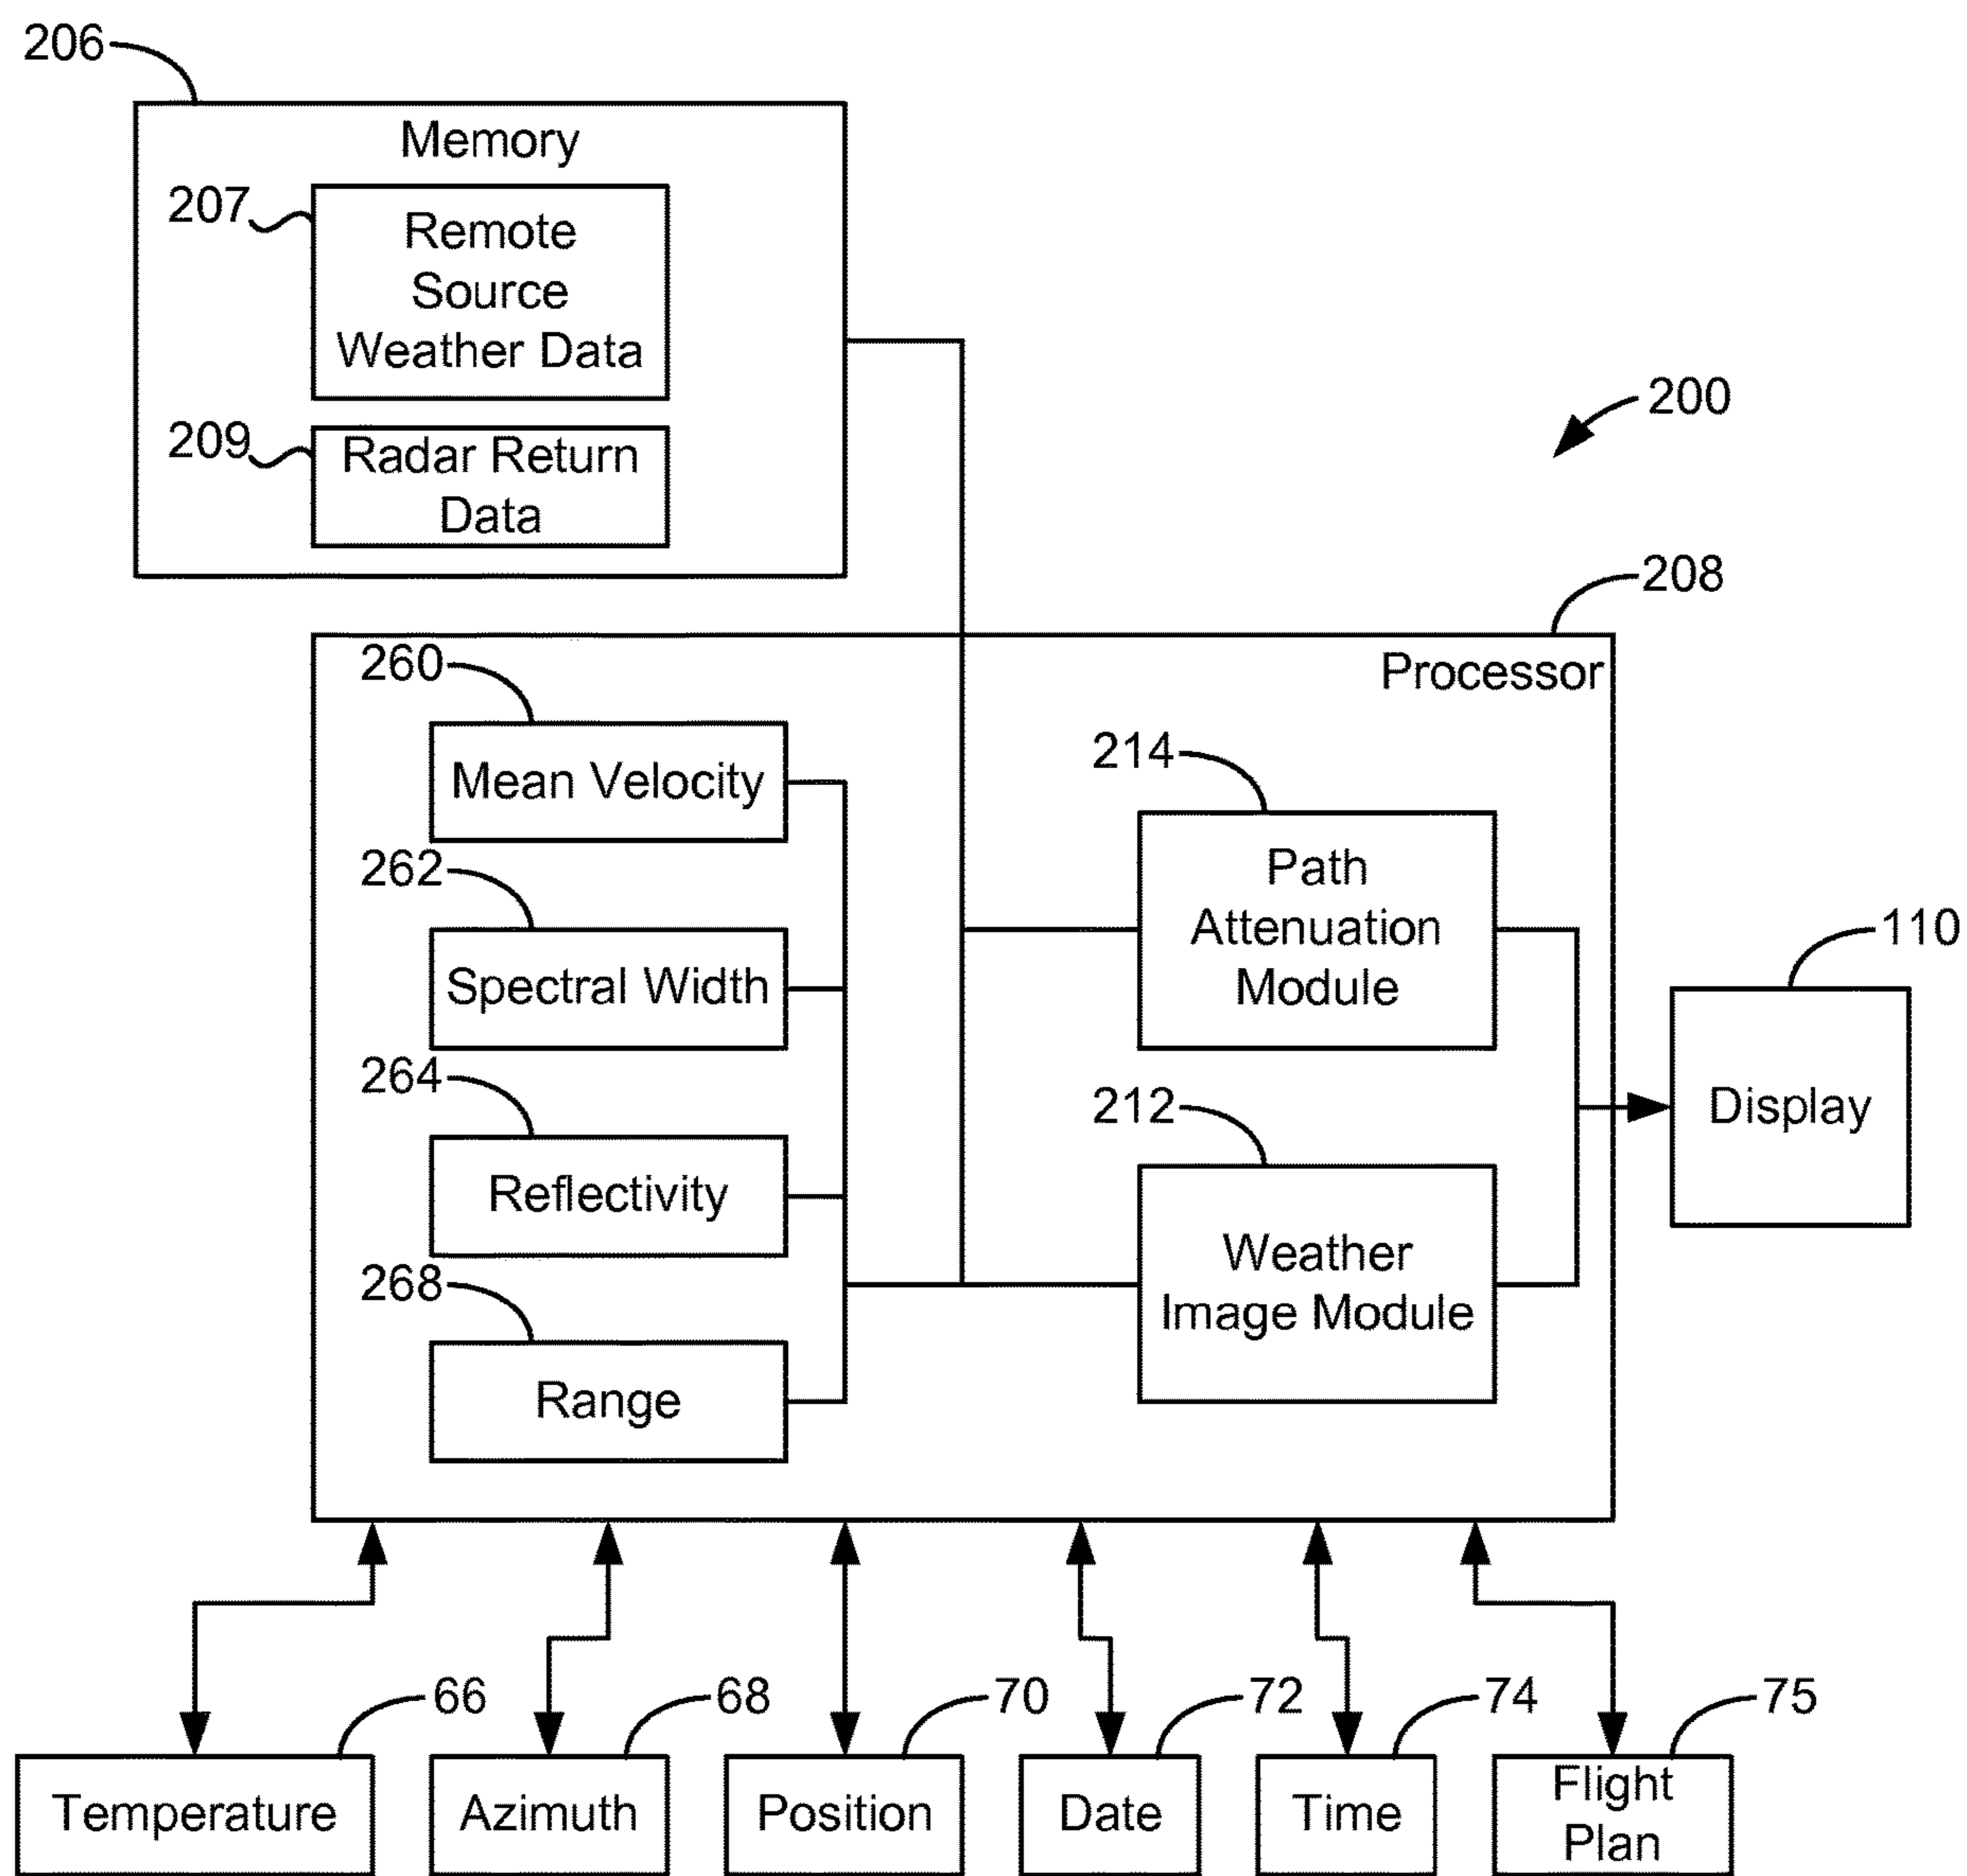 206
Memory
207
Remote
Source
Weather Data
209
Radar Return
Data
200
208
Processor
260
Mean Velocity
262
Spectral Width
264
Reflectivity
268
Range
214
Path
Attenuation
Module
212
Weather
Image Module
110
Display
66
Temperature
68
Azimuth
70
Position
72
Date
74
Time
75
Flight
Plan